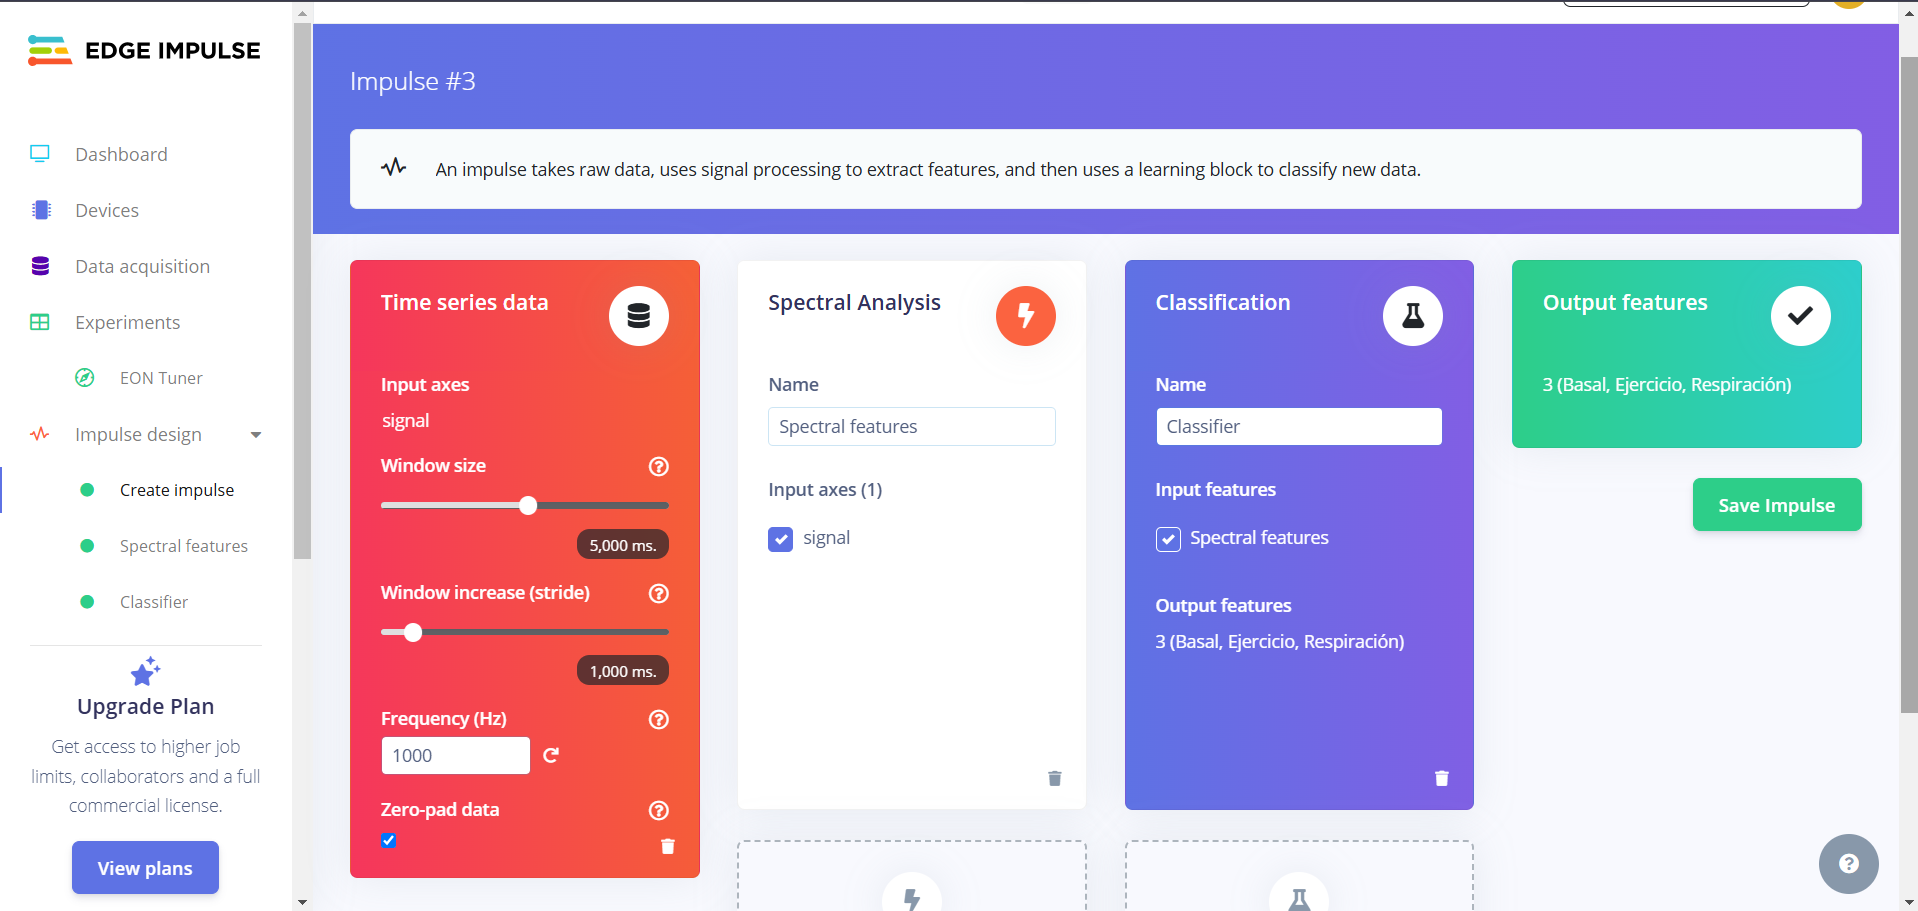 EDGE IMPULSE
Dashboard
Devices
Data acquisition
Experiments
EON Tuner
Impulse design
Create impulse
Spectral features
Classifier
Upgrade Plan
Get access to higher job
limits, collaborators and a full
commercial license.
View plans
Impulse #3
An impulse takes raw data, uses signal processing to extract features, and then uses a learning block to classify new data.
Time series data
Input axes
signal
Window size
?
5,000 ms.
Window increase (stride)
?
1,000 ms.
Frequency (Hz)
?
1000
Zero-pad data
?
Spectral Analysis
Name
Spectral features
Input axes (1)
signal
Classification
Name
Classifier
Input features
Spectral features
Output features
3 (Basal, Ejercicio, Respiración)
Output features
3 (Basal, Ejercicio, Respiración)
Save Impulse
?